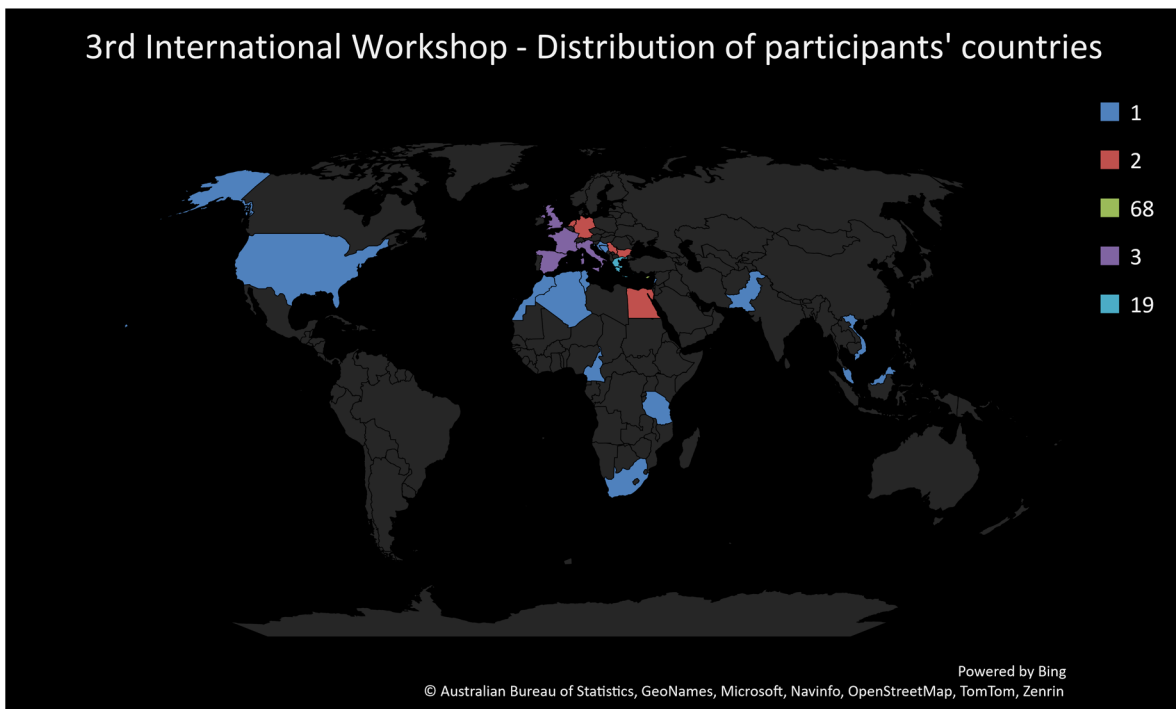 3rd International Workshop - Distribution of participants' countries
1
2
68
3
19
Powered by Bing
© Australian Bureau of Statistics, GeoNames, Microsoft, Navinfo, OpenStreetMap, TomTom, Zenrin